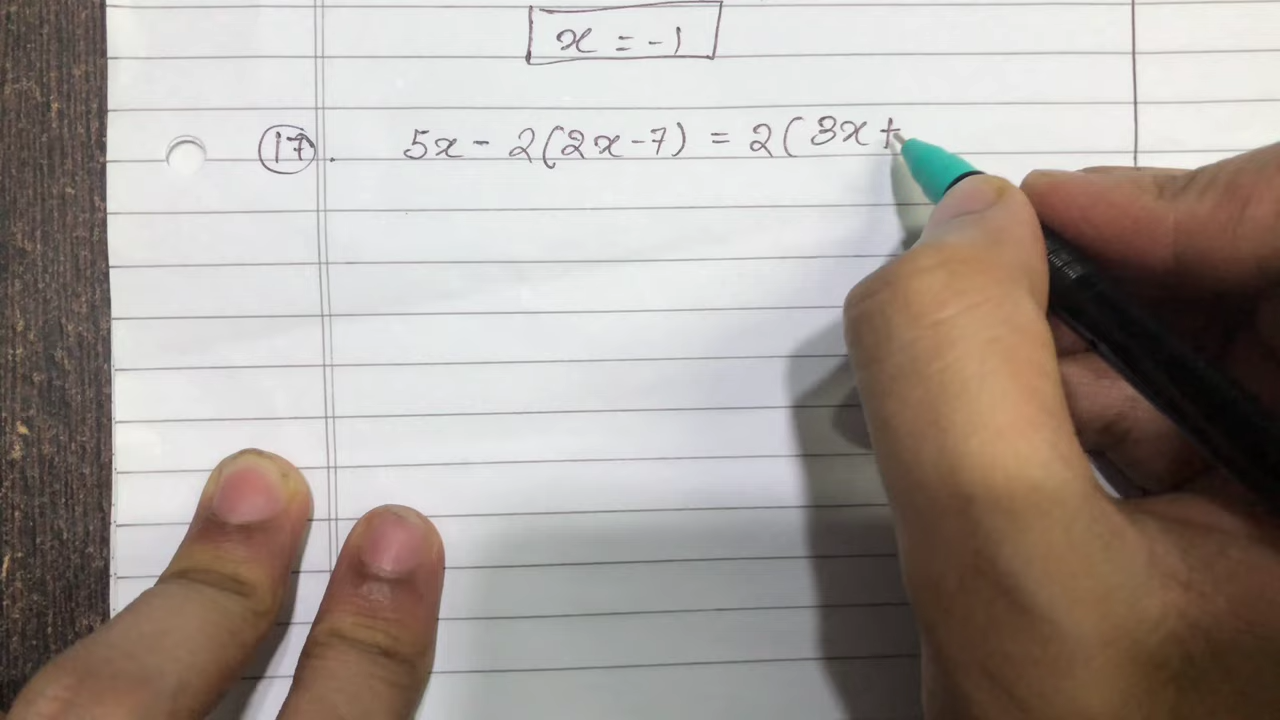 x = -1
17. 5x - 2(2x-7) = 2(3x+